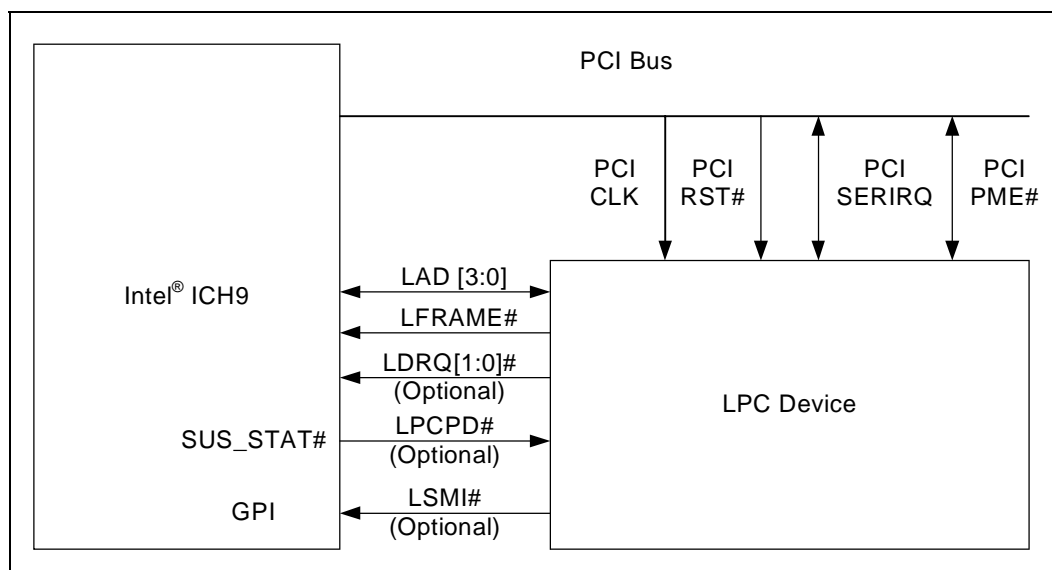 PCI Bus
PCI
CLK
PCI
RST#
PCI
SERIRQ
PCI
PME#
LAD [3:0]
Intel® ICH9
LFRAME#
LDRQ[1:0]#
(Optional)
LPC Device
SUS_STAT#
LPCPD#
(Optional)
GPI
LSMI#
(Optional)